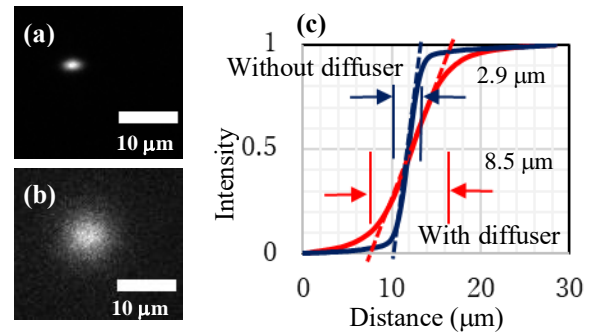 (a)
10 µm
(b)
10 µm
(c)
Intensity
1
0.5
0
Without diffuser
2.9 µm
8.5 µm
With diffuser
0 10 20 30
Distance (µm)